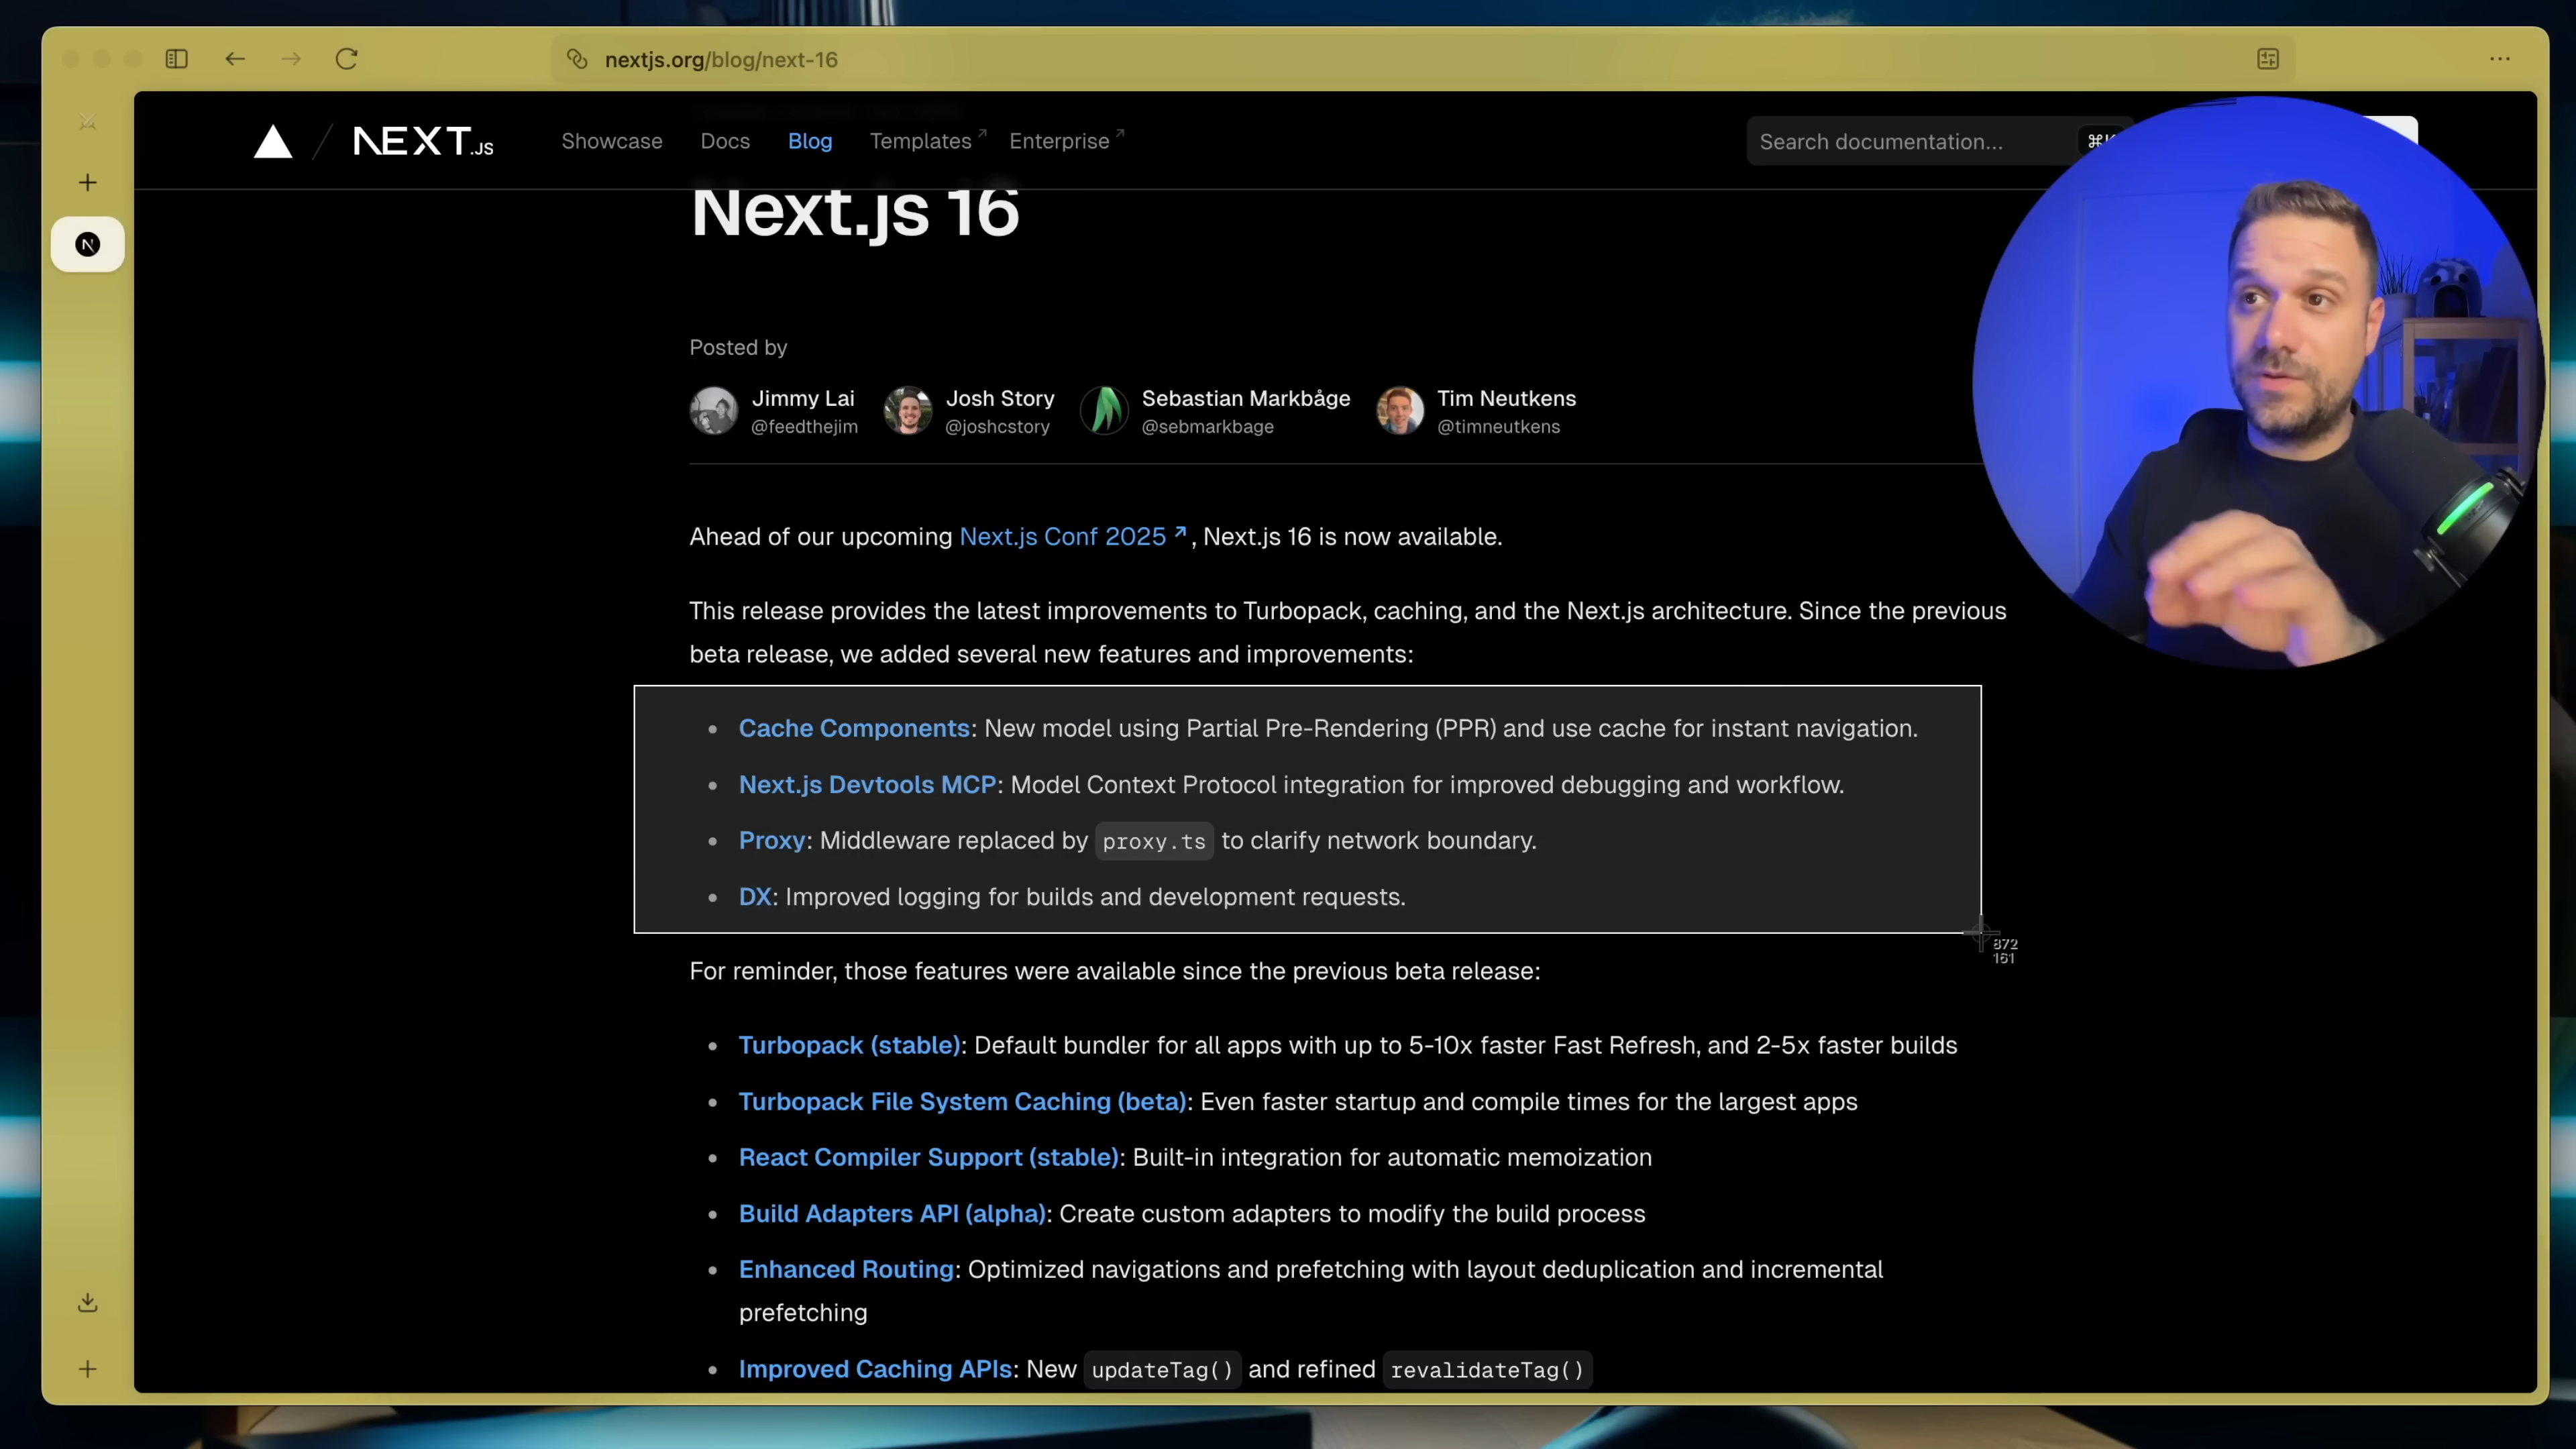 nextjs.org/blog/next-16
NEXT.JS
Showcase
Docs
Blog
Templates
Enterprise
Search documentation...
Next.js 16
Posted by
Jimmy Lai
@feedthejim
Josh Story
@joshcstory
Sebastian Markbåge
@sebmarkbage
Tim Neutkens
@timneutkens
Ahead of our upcoming Next.js Conf 2025 ↗, Next.js 16 is now available.
This release provides the latest improvements to Turbopack, caching, and the Next.js architecture. Since the previous
beta release, we added several new features and improvements:
• Cache Components: New model using Partial Pre-Rendering (PPR) and use cache for instant navigation.
• Next.js Devtools MCP: Model Context Protocol integration for improved debugging and workflow.
• Proxy: Middleware replaced by proxy.ts to clarify network boundary.
• DX: Improved logging for builds and development requests.
872
161
For reminder, those features were available since the previous beta release:
• Turbopack (stable): Default bundler for all apps with up to 5-10x faster Fast Refresh, and 2-5x faster builds
• Turbopack File System Caching (beta): Even faster startup and compile times for the largest apps
• React Compiler Support (stable): Built-in integration for automatic memoization
• Build Adapters API (alpha): Create custom adapters to modify the build process
• Enhanced Routing: Optimized navigations and prefetching with layout deduplication and incremental
prefetching
• Improved Caching APIs: New updateTag() and refined revalidateTag()